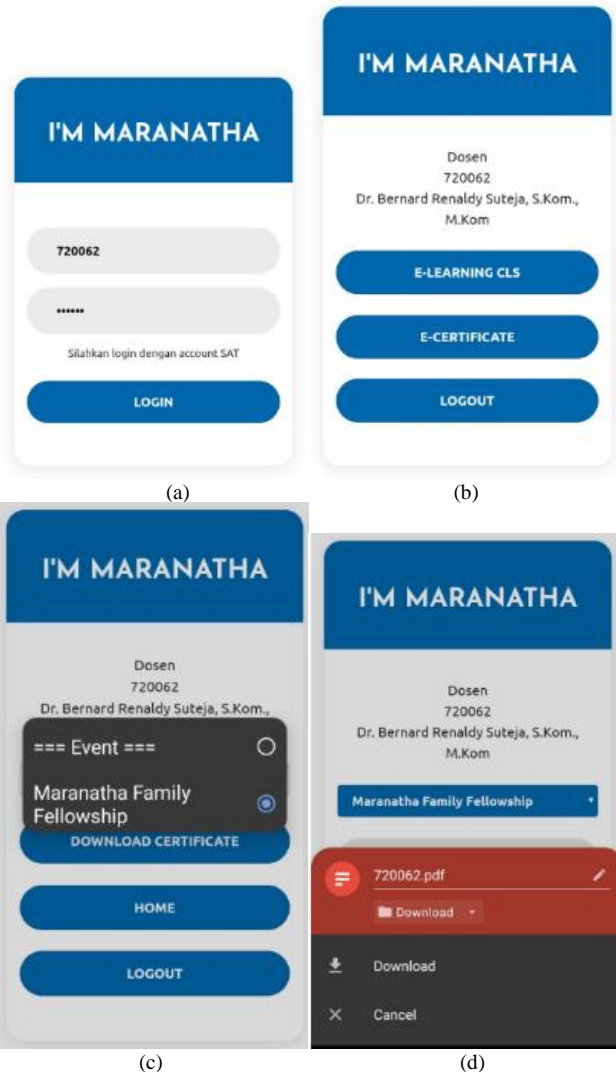 I'M MARANATHA
720062
••••••
Silahkan login dengan account SAT
LOGIN
(a)
I'M MARANATHA
Dosen
720062
Dr. Bernard Renaldy Suteja, S.Kom.,
M.Kom
E-LEARNING CLS
E-CERTIFICATE
LOGOUT
(b)
I'M MARANATHA
Dosen
720062
Dr. Bernard Renaldy Suteja, S.Kom.,
=== Event ===
Maranatha Family
Fellowship
DOWNLOAD CERTIFICATE
HOME
LOGOUT
(c)
I'M MARANATHA
Dosen
720062
Dr. Bernard Renaldy Suteja, S.Kom.,
M.Kom
Maranatha Family Fellowship
720062.pdf
Download
Download
Cancel
(d)